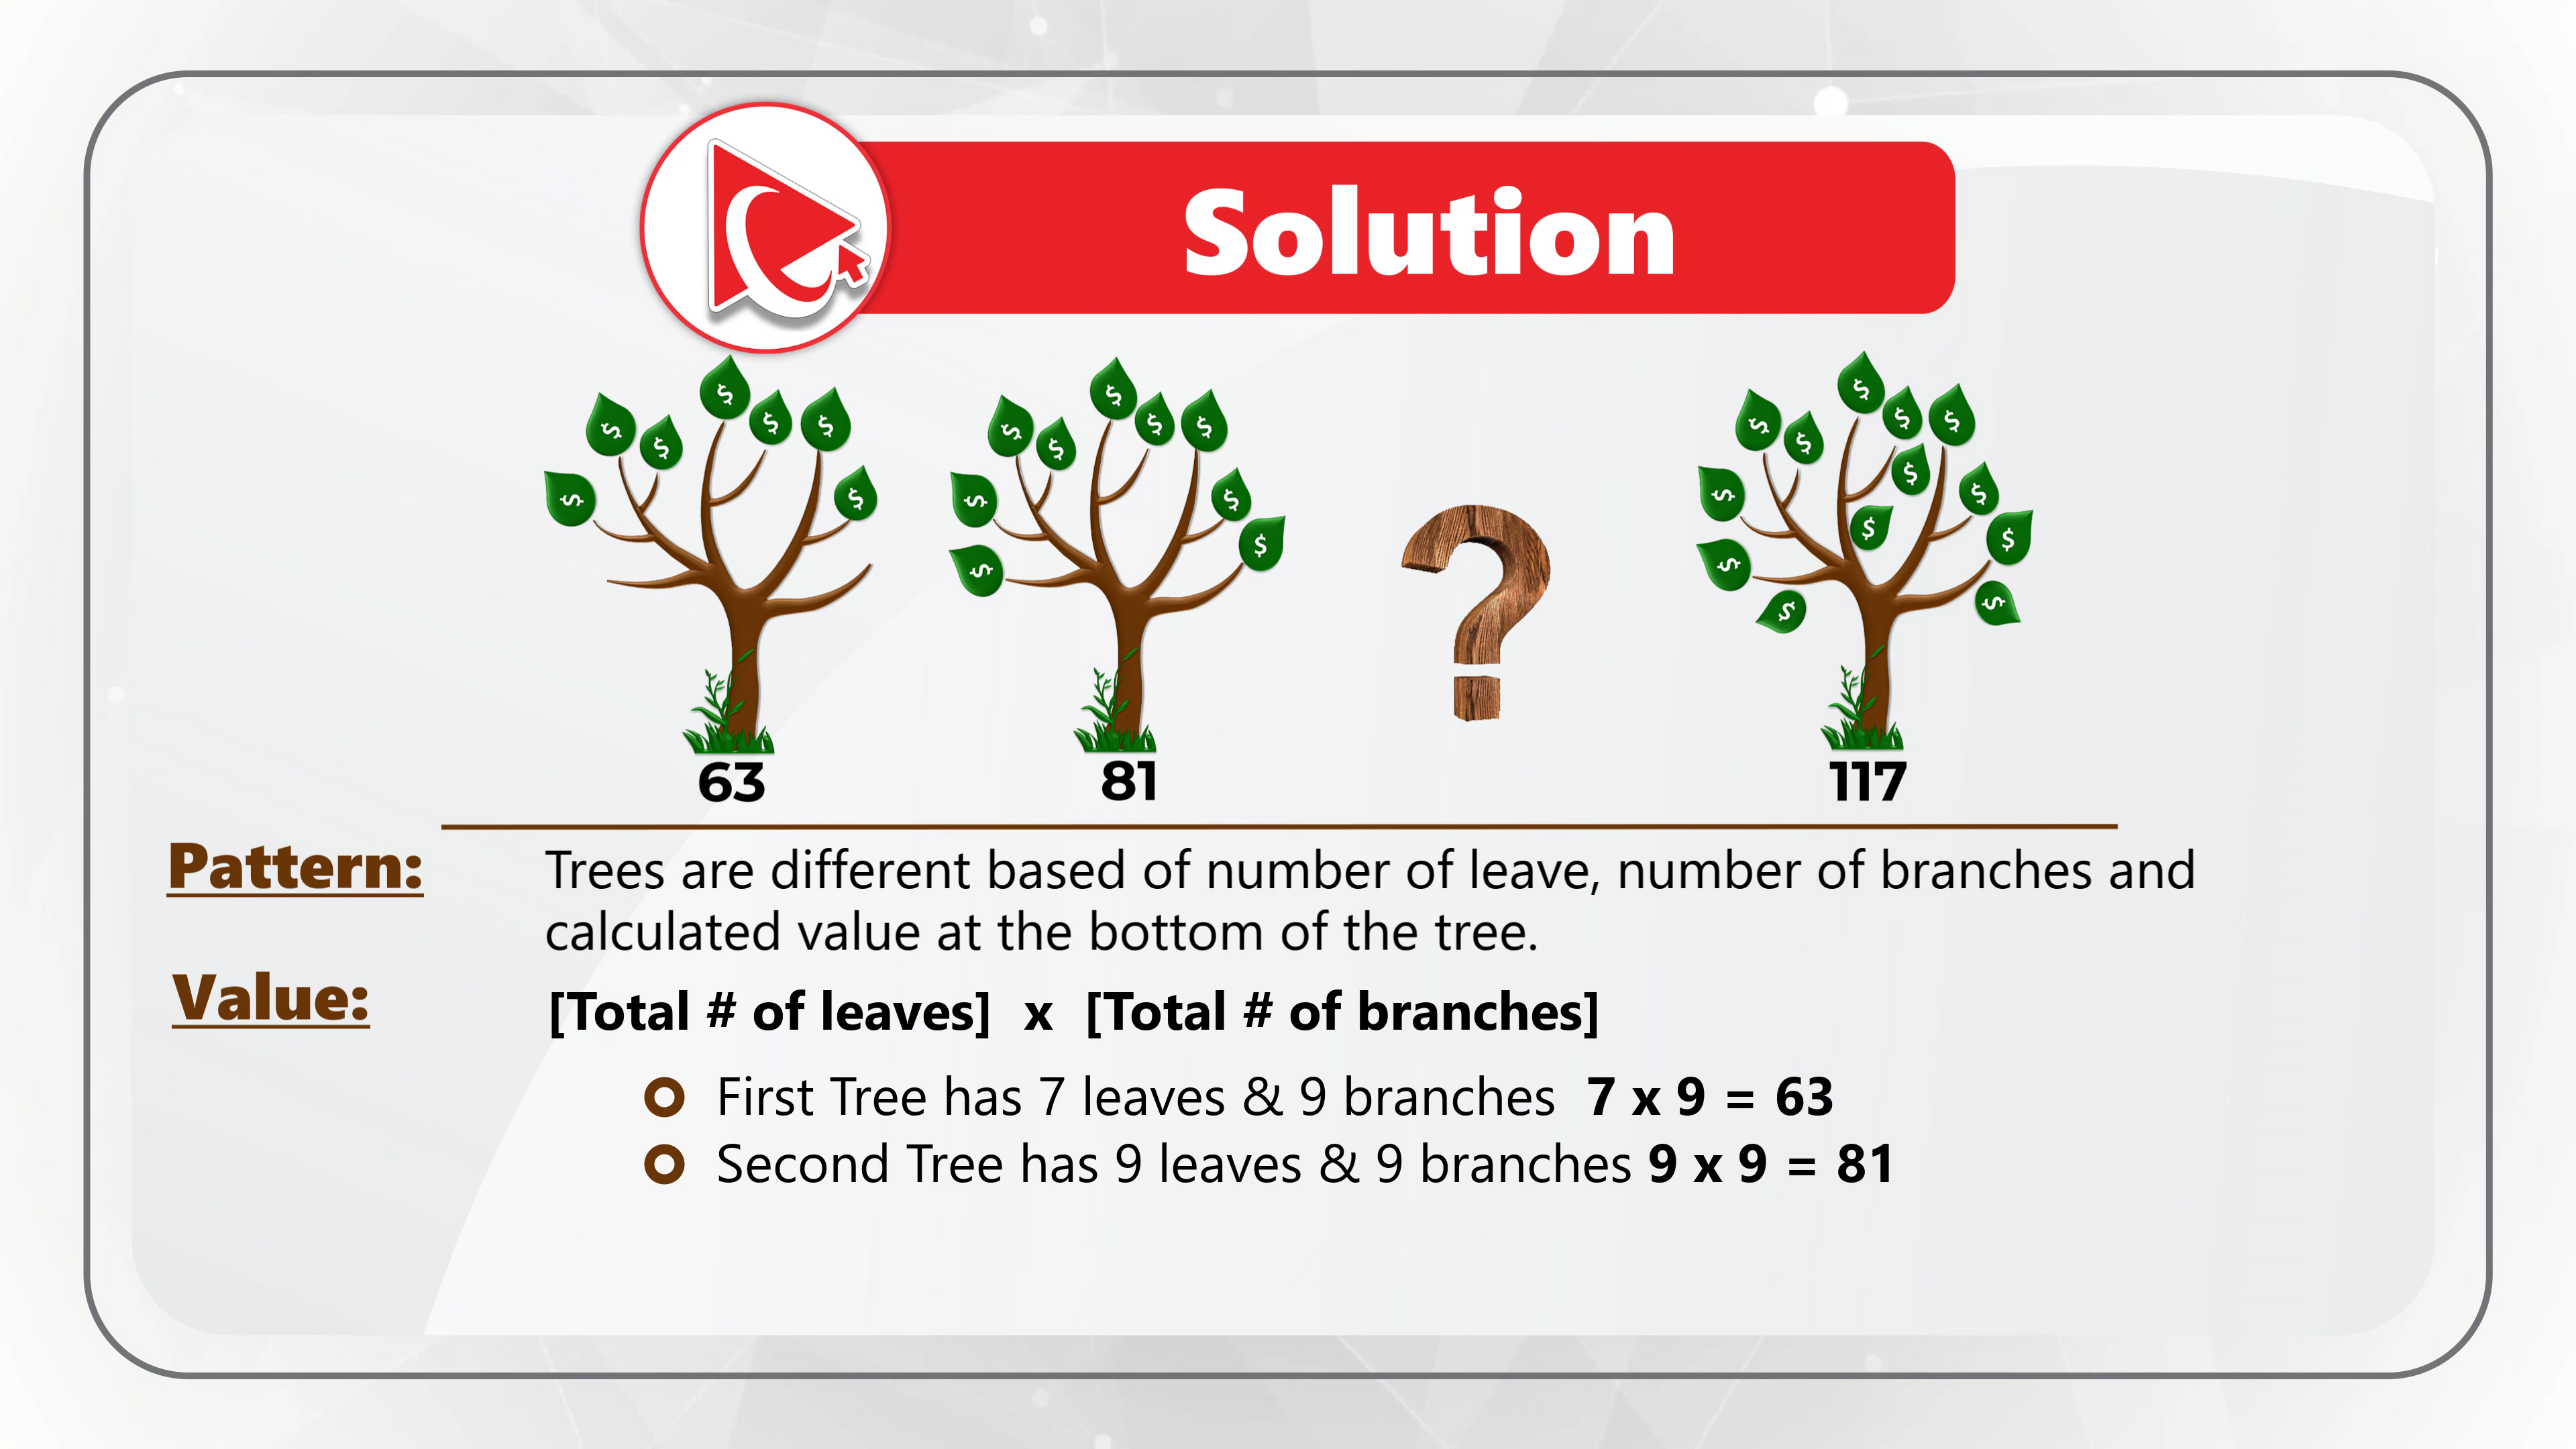 Solution
$ $ $ $ $ $ $
$ $ $ $ $ $ $ $ $
?
$ $ $ $ $ $ $ $ $ $ $ $ $
63
81
117
Pattern:
Trees are different based of number of leave, number of branches and
calculated value at the bottom of the tree.
Value:
[Total # of leaves] x [Total # of branches]
First Tree has 7 leaves & 9 branches 7 x 9 = 63
Second Tree has 9 leaves & 9 branches 9 x 9 = 81